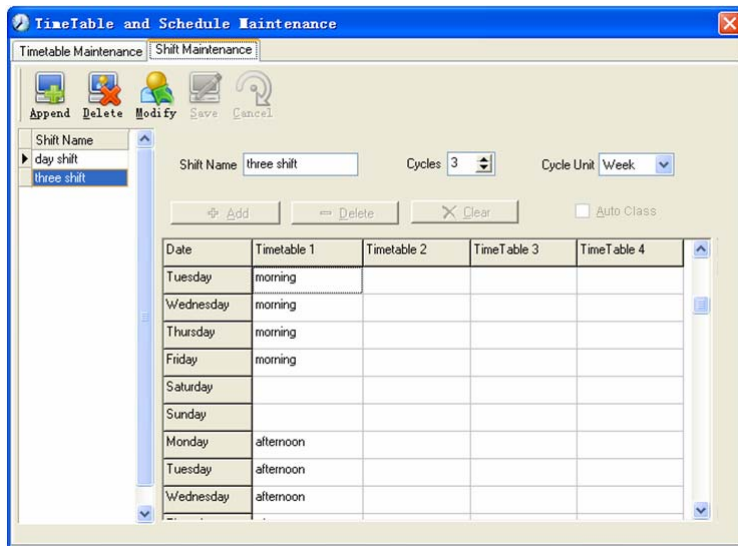 TimeTable and Schedule Maintenance
Timetable Maintenance Shift Maintenance
Append Delete Modify Save Cancel
Shift Name
day shift
three shift
Shift Name three shift Cycles 3 Cycle Unit Week
Add Delete Clear Auto Class
Date Timetable 1 Timetable 2 TimeTable 3 TimeTable 4
Tuesday morning
Wednesday morning
Thursday morning
Friday morning
Saturday
Sunday
Monday afternoon
Tuesday afternoon
Wednesday afternoon